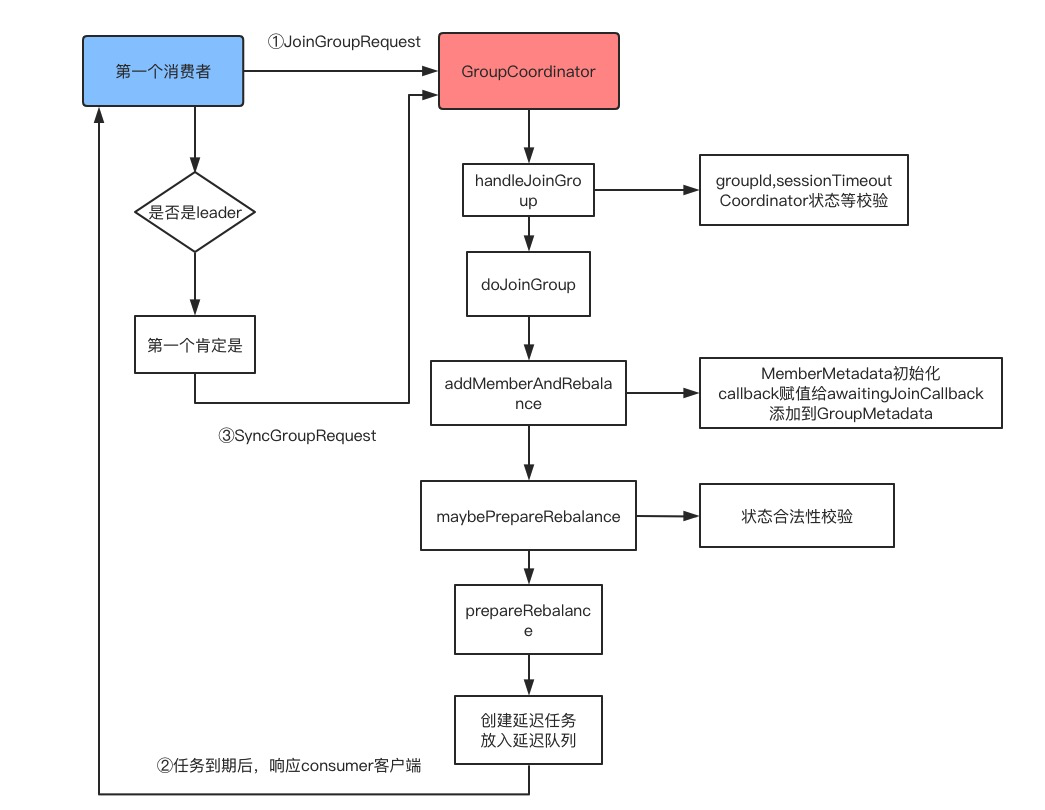 ①JoinGroupRequest
第一个消费者
GroupCoordinator
handleJoinGro
up
groupId,sessionTimeout
Coordinator状态等校验
是否是leader
doJoinGroup
第一个肯定是
addMemberAndRebala
nce
MemberMetadata初始化
callback赋值给awaitingJoinCallback
添加到GroupMetadata
③SyncGroupRequest
maybePrepareRebalance
状态合法性校验
prepareRebalanc
e
创建延迟任务
放入延迟队列
②任务到期后，响应consumer客户端